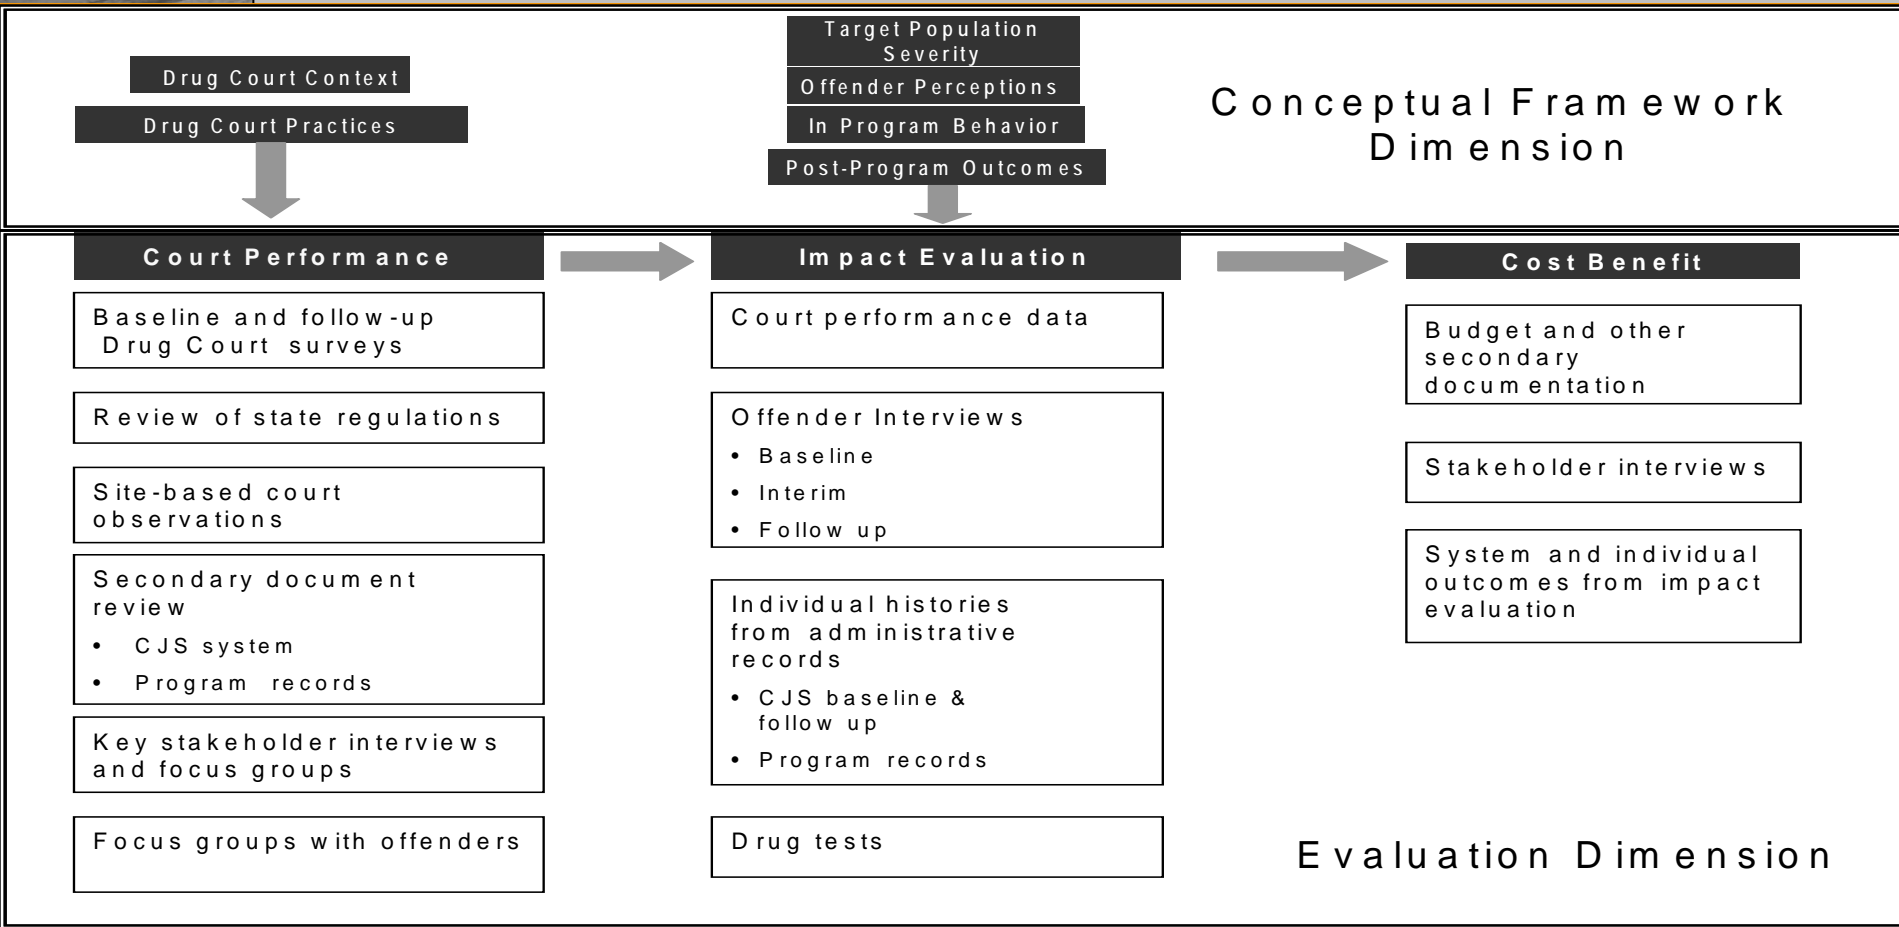 Drug Court Context
Drug Court Practices
Target Population
Severity
Offender Perceptions
In Program Behavior
Post-Program Outcomes
Conceptual Framework
Dimension
Court Performance
Baseline and follow-up
Drug Court surveys
Review of state regulations
Site-based court
observations
Secondary document
review
• CJS system
• Program records
Key stakeholder interviews
and focus groups
Focus groups with offenders
Impact Evaluation
Court performance data
Offender Interviews
• Baseline
• Interim
• Follow up
Individual histories
from administrative
records
• CJS baseline &
follow up
• Program records
Drug tests
Cost Benefit
Budget and other
secondary
documentation
Stakeholder interviews
System and individual
outcomes from impact
evaluation
Evaluation Dimension